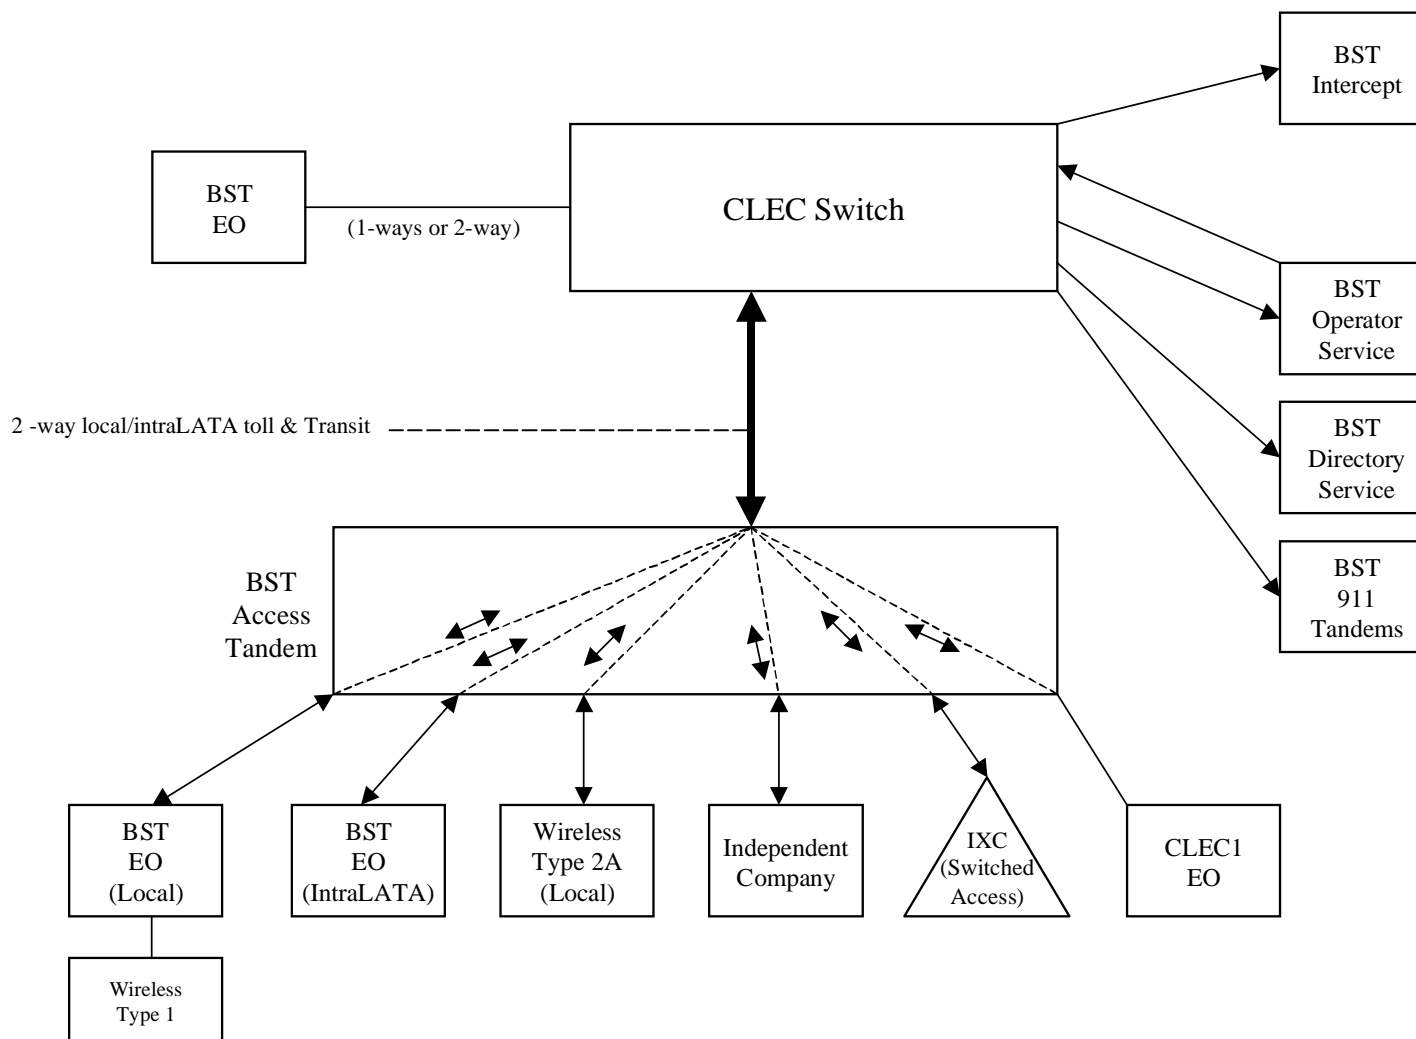 BST
Intercept
BST
EO
(1-ways or 2-way)
CLEC Switch
BST
Operator
Service
2 -way local/intraLATA toll & Transit
BST
Directory
Service
BST
Access
Tandem
BST
911
Tandems
BST
EO
(Local)
BST
EO
(IntraLATA)
Wireless
Type 2A
(Local)
Independent
Company
IXC
(Switched
Access)
CLEC1
EO
Wireless
Type 1